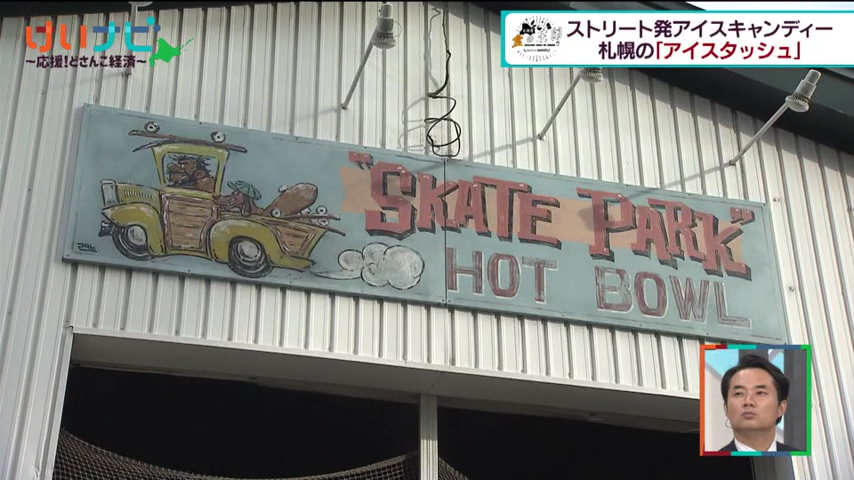 けいナビ
～応援！どさんこ経済～
ストリート発アイスキャンディー
札幌の「アイスタッシュ」
"SKATE PARK"
HOT BOWL